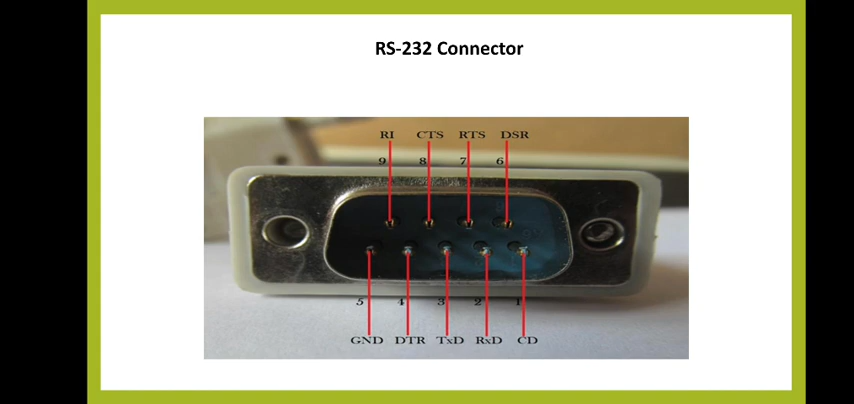 RS-232 Connector
RI CTS RTS DSR
9 8 7 6
5 4 3 2 1
GND DTR TxD RxD CD